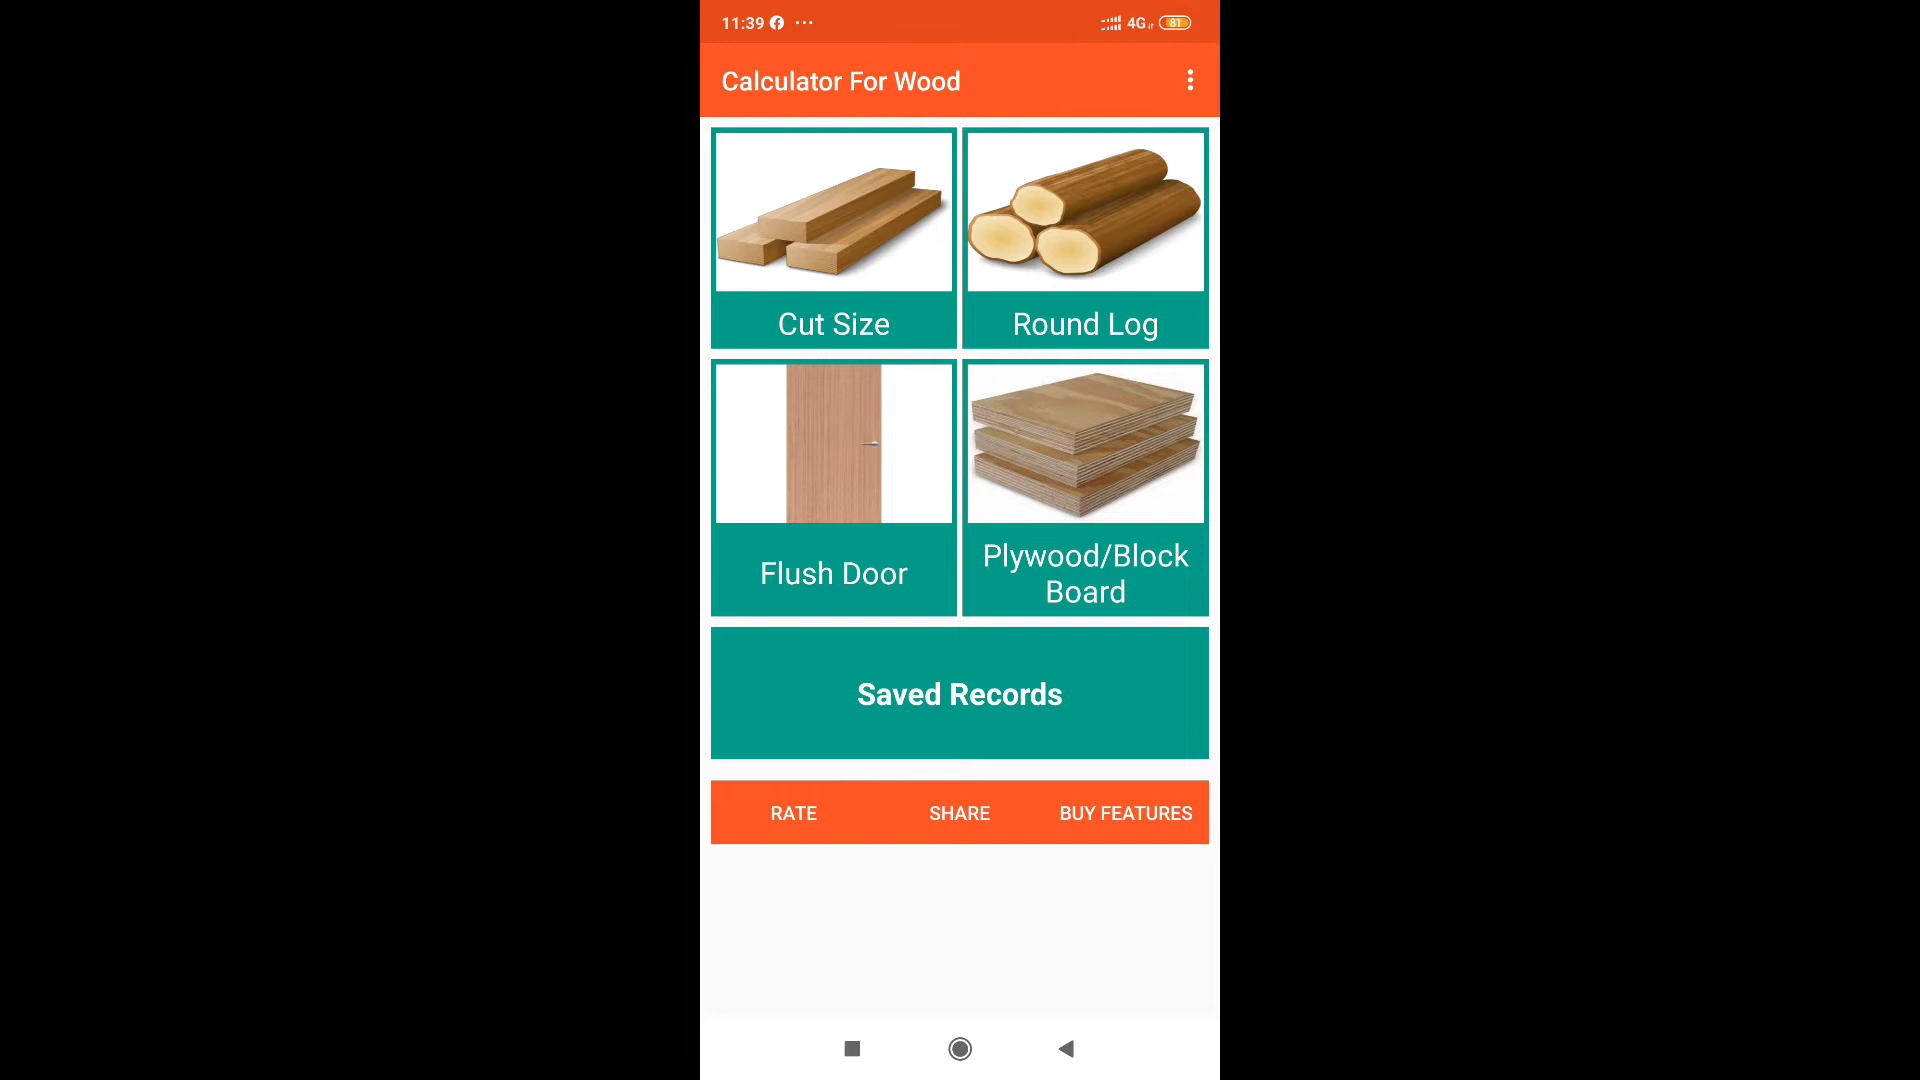 11:39
4G
81
Calculator For Wood
Cut Size
Round Log
Flush Door
Plywood/Block
Board
Saved Records
RATE
SHARE
BUY FEATURES